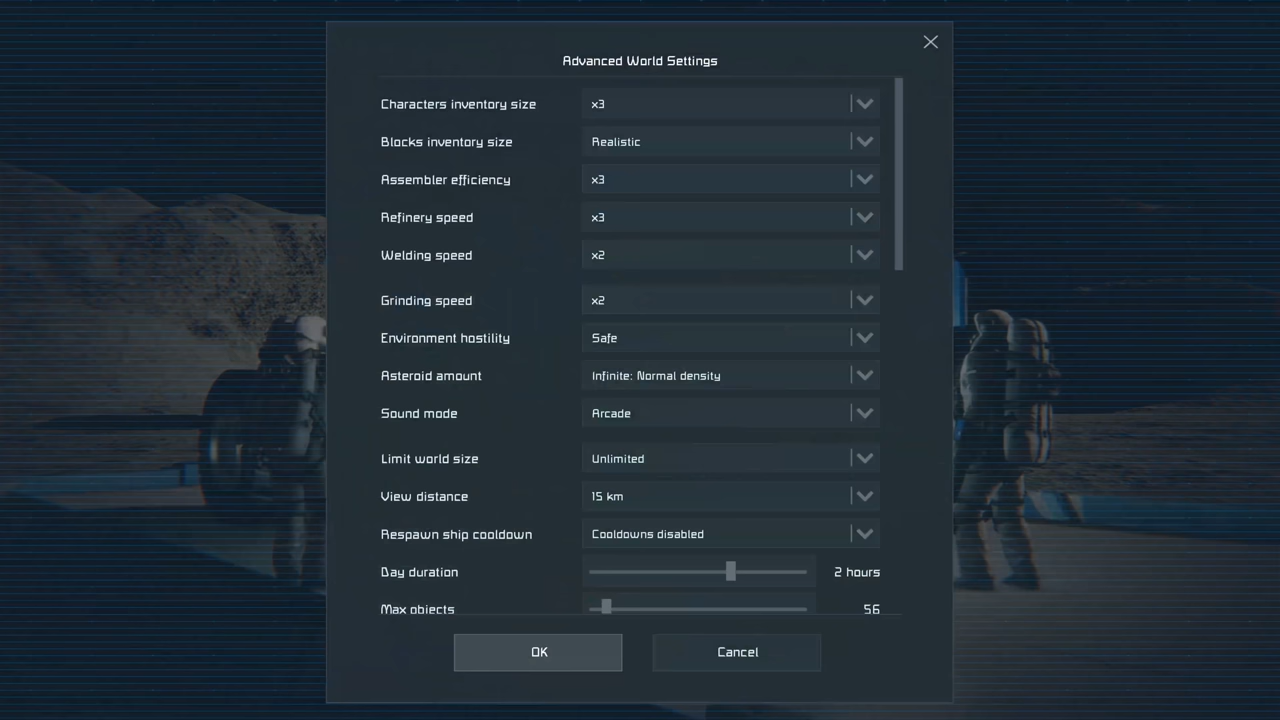 Advanced World Settings
Characters inventory size x3
Blocks inventory size Realistic
Assembler efficiency x3
Refinery speed x3
Welding speed x2
Grinding speed x2
Environment hostility Safe
Asteroid amount Infinite: Normal density
Sound mode Arcade
Limit world size Unlimited
View distance 15 km
Respawn ship cooldown Cooldowns disabled
Day duration 2 hours
Max objects 56
OK Cancel